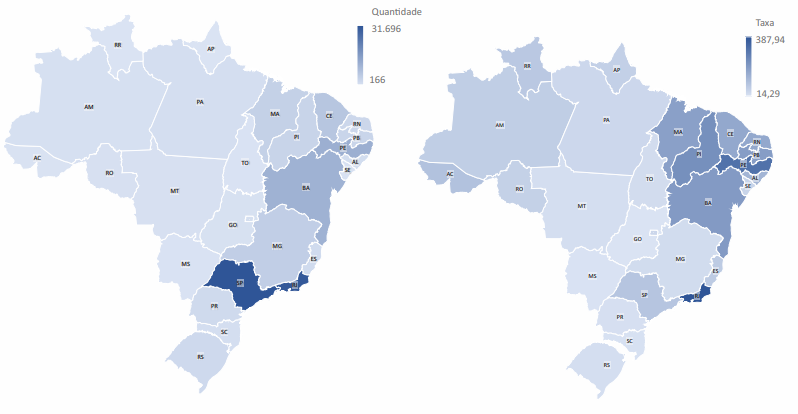 Quantidade
31.696
166
RR
AP
AM
PA
MA
CE
RN
PB
PE
PI
AL
SE
AC
RO
TO
MT
BA
GO
MG
ES
MS
SP
PR
SC
RS
Taxa
387,94
14,29
RR
AP
AM
PA
MA
CE
RN
PB
PI
PE
AL
SE
AC
RO
TO
MT
BA
GO
MG
ES
MS
SP
RJ
PR
SC
RS